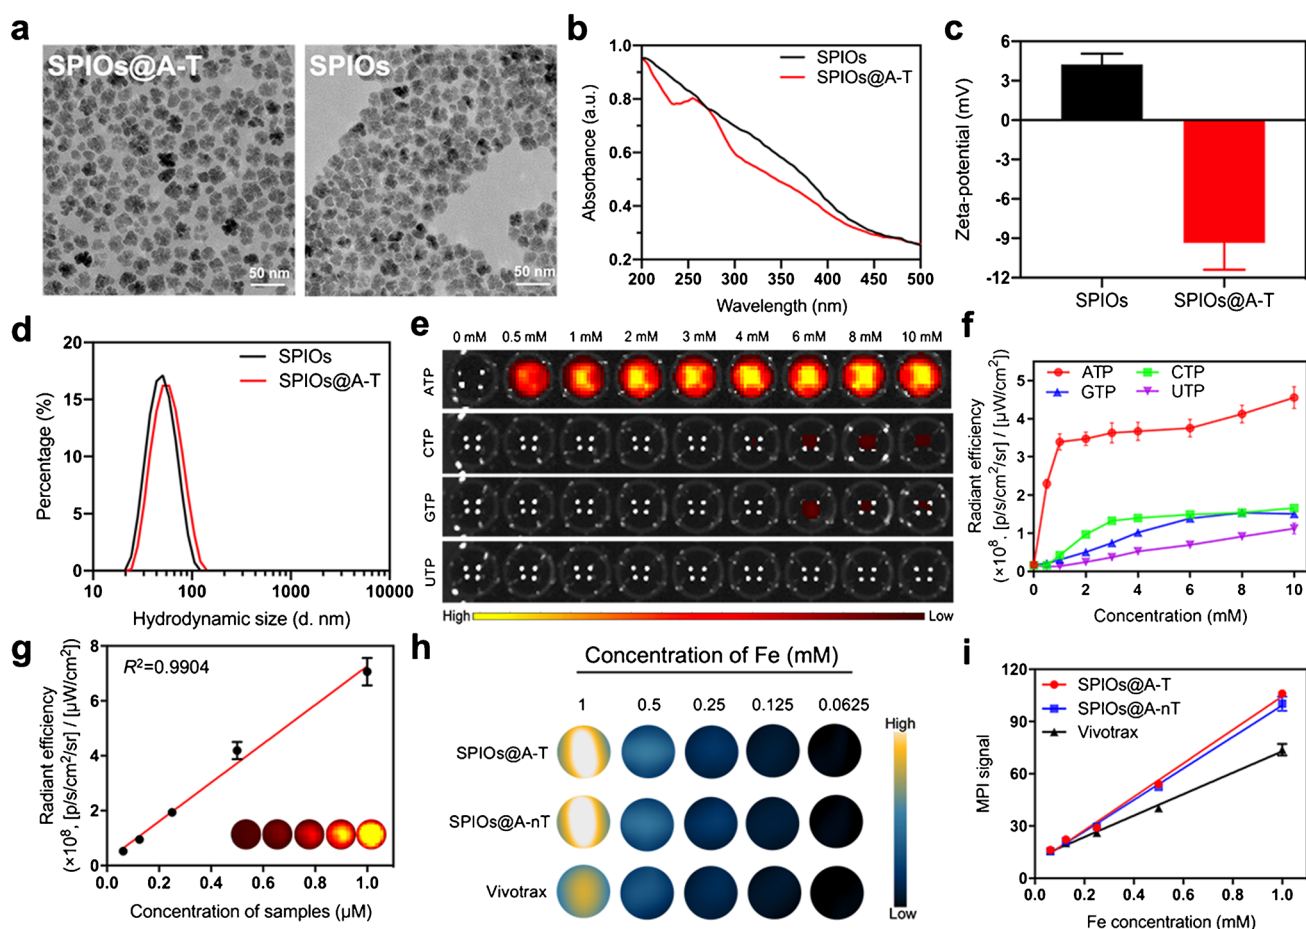 a
SPIOs@A-T
50 nm
SPIOs
50 nm
b
1.0
0.8
0.6
0.4
0.2
Absorbance (a.u.)
SPIOs
SPIOs@A-T
200 250 300 350 400 450 500
Wavelength (nm)
c
6
3
0
-3
-6
-9
-12
Zeta-potential (mV)
SPIOs SPIOs@A-T
d
20
15
10
5
0
Percentage (%)
SPIOs
SPIOs@A-T
10 100 1000 10000
Hydrodynamic size (d. nm)
e
0 mM 0.5 mM 1 mM 2 mM 3 mM 4 mM 6 mM 8 mM 10 mM
ATP
CTP
GTP
UTP
High Low
f
ATP CTP
GTP UTP
5
4
3
2
1
0
Radiant efficiency
(×10⁸, [p/s/cm²/sr] / [µW/cm²])
0 2 4 6 8 10
Concentration (mM)
g
R²=0.9904
8
6
4
2
0
Radiant efficiency
(×10⁸, [p/s/cm²/sr] / [µW/cm²])
0.0 0.2 0.4 0.6 0.8 1.0
Concentration of samples (µM)
h
Concentration of Fe (mM)
1 0.5 0.25 0.125 0.0625
SPIOs@A-T
SPIOs@A-nT
Vivotrax
High
Low
i
120
90
60
30
0
MPI signal
SPIOs@A-T
SPIOs@A-nT
Vivotrax
0.0 0.2 0.4 0.6 0.8 1.0
Fe concentration (mM)